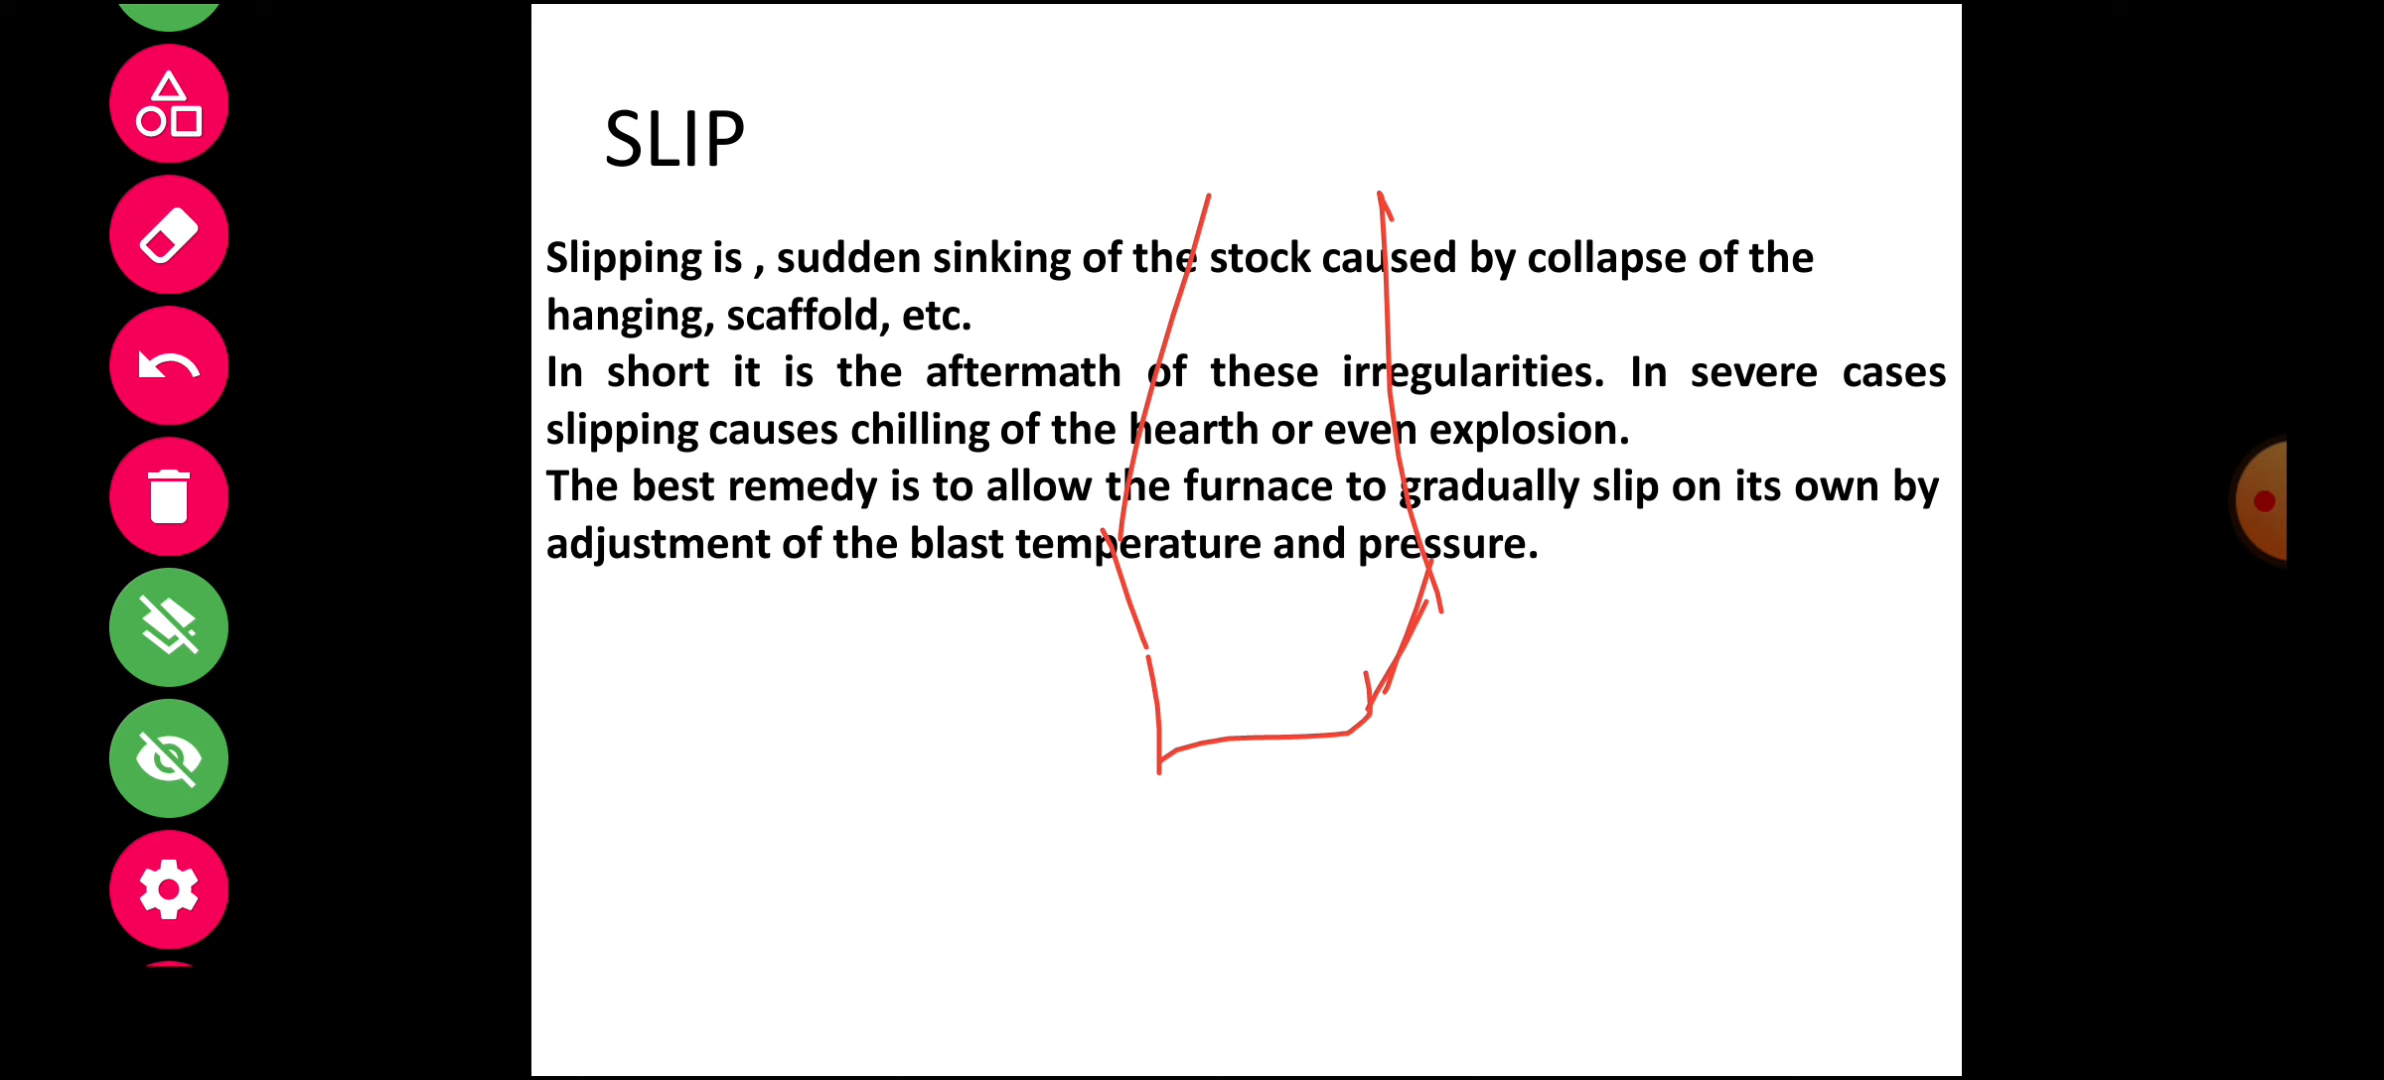 SLIP
Slipping is , sudden sinking of the stock caused by collapse of the
hanging, scaffold, etc.
In short it is the aftermath of these irregularities. In severe cases
slipping causes chilling of the hearth or even explosion.
The best remedy is to allow the furnace to gradually slip on its own by
adjustment of the blast temperature and pressure.